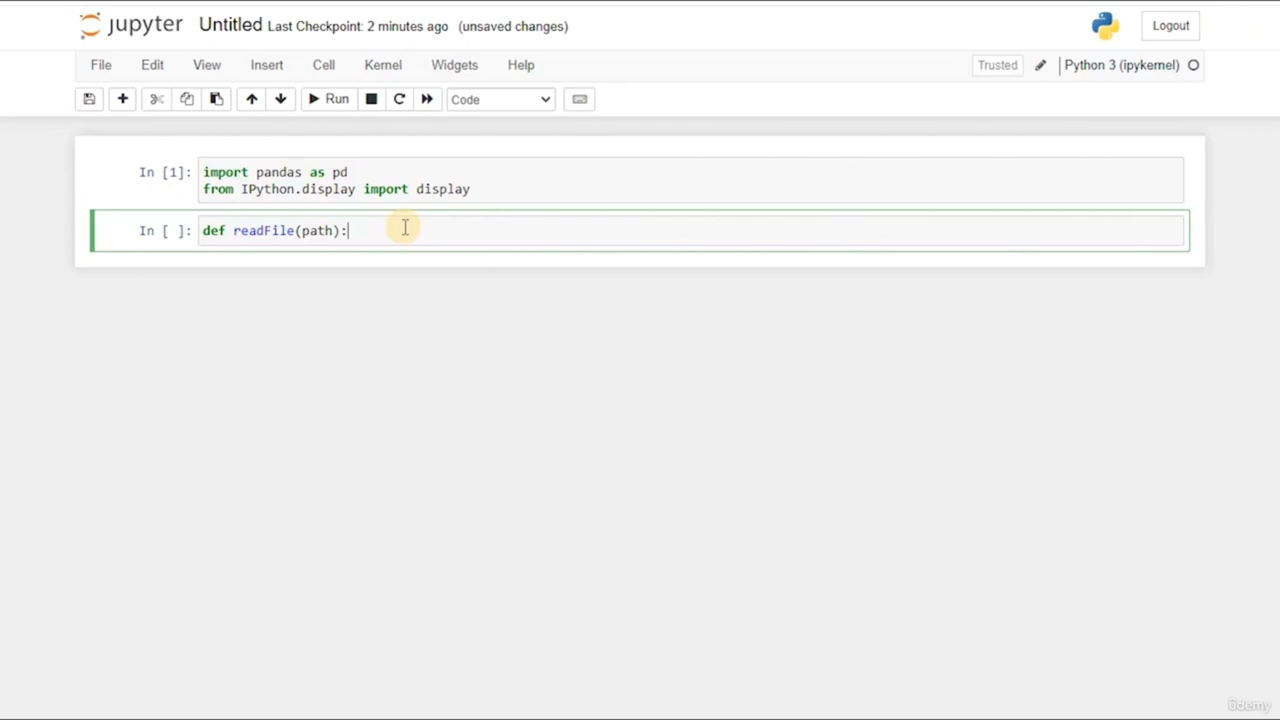 jupyter Untitled Last Checkpoint: 2 minutes ago (unsaved changes) Logout
File Edit View Insert Cell Kernel Widgets Help Trusted Python 3 (ipykernel)
Run Code
In [1]: import pandas as pd
from IPython.display import display
In [ ]: def readFile(path):
ûdemy